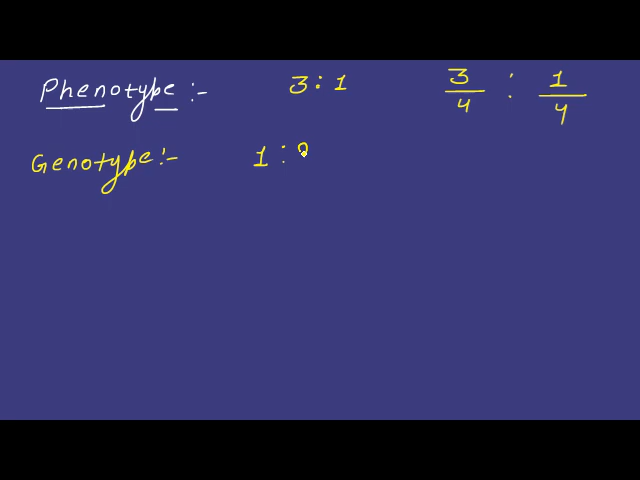 Phenotype :- 3 : 1 3/4 : 1/4
Genotype :- 1 :